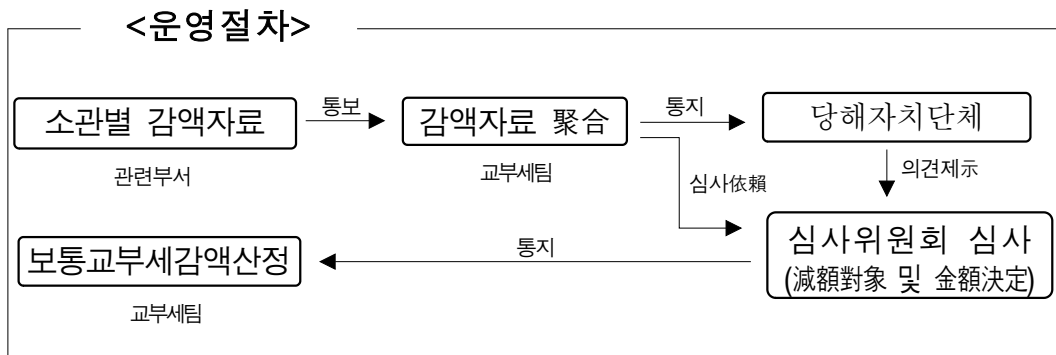 <운영절차>
소관별 감액자료
통보
감액자료 聚合
통지
당해자치단체
관련부서
교부세팀
심사依賴
의견제示
보통교부세감액산정
통지
심사위원회 심사
(減額對象 및 金額決定)
교부세팀